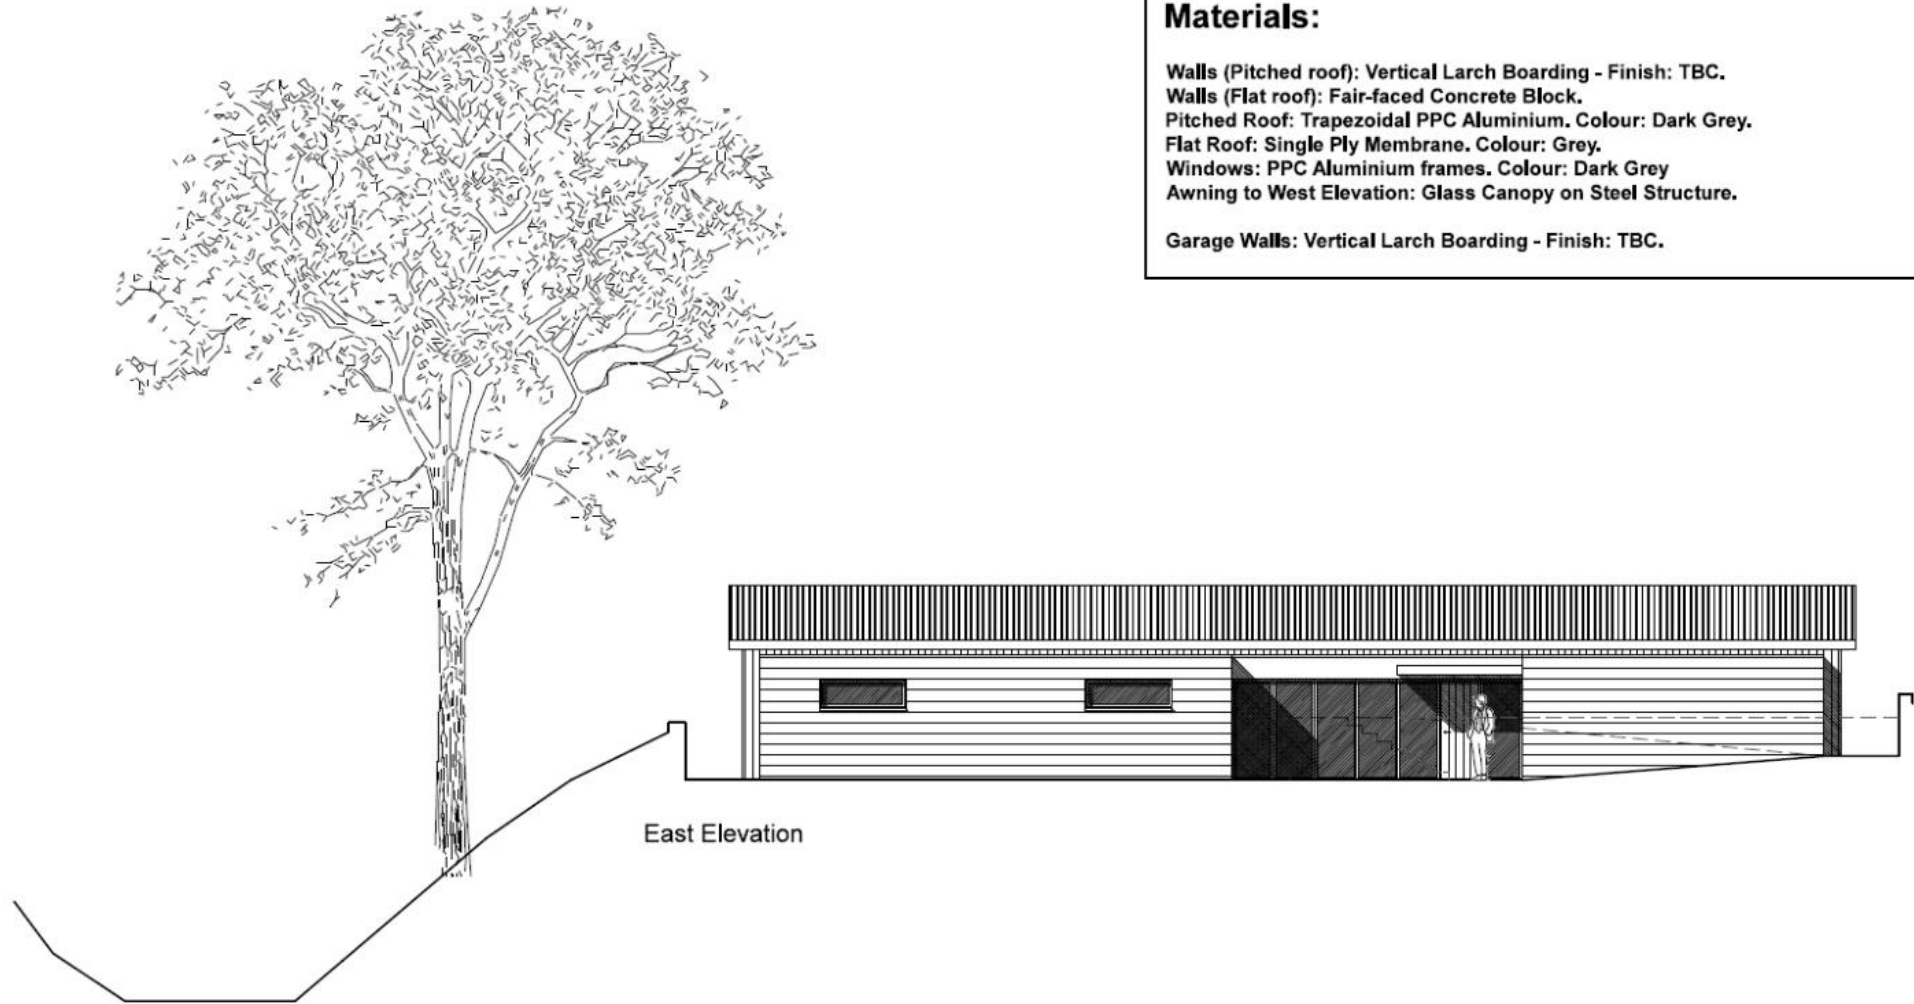 Materials:
Walls (Pitched roof): Vertical Larch Boarding - Finish: TBC.
Walls (Flat roof): Fair-faced Concrete Block.
Pitched Roof: Trapezoidal PPC Aluminium. Colour: Dark Grey.
Flat Roof: Single Ply Membrane. Colour: Grey.
Windows: PPC Aluminium frames. Colour: Dark Grey
Awning to West Elevation: Glass Canopy on Steel Structure.
Garage Walls: Vertical Larch Boarding - Finish: TBC.
East Elevation